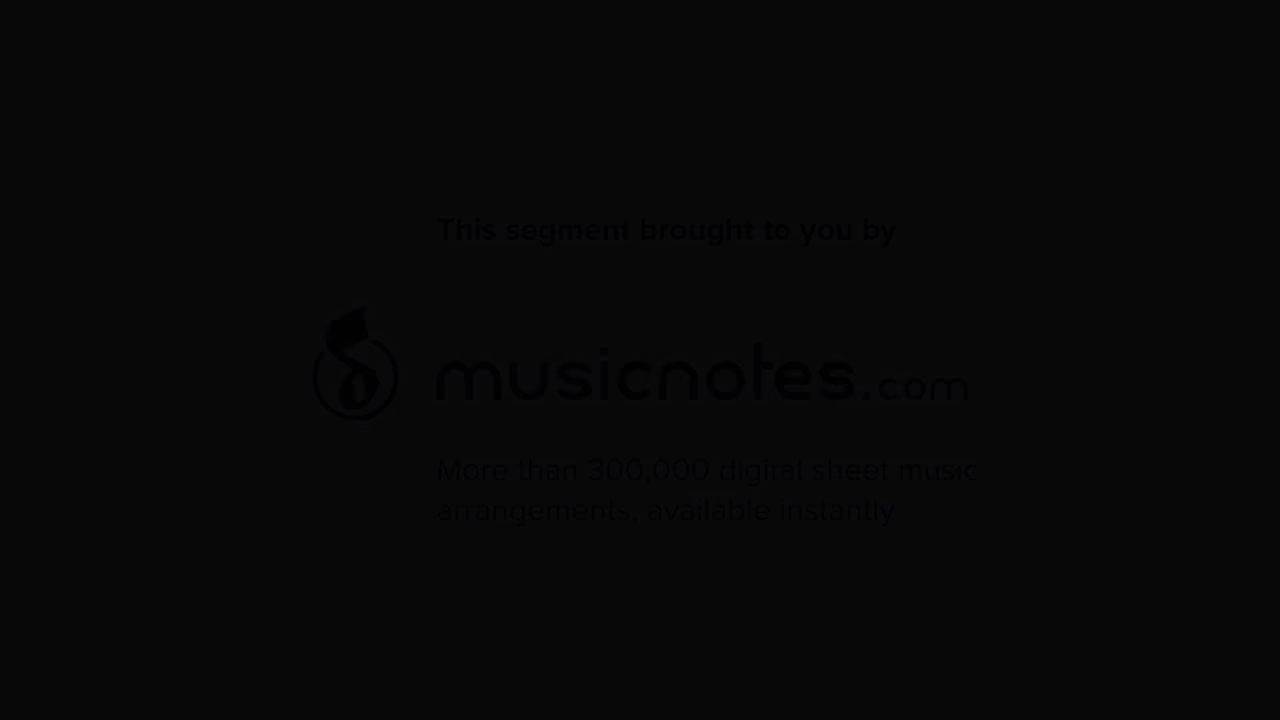 This segment brought to you by
musicnotes.com
More than 300,000 digital sheet music
arrangements, available instantly